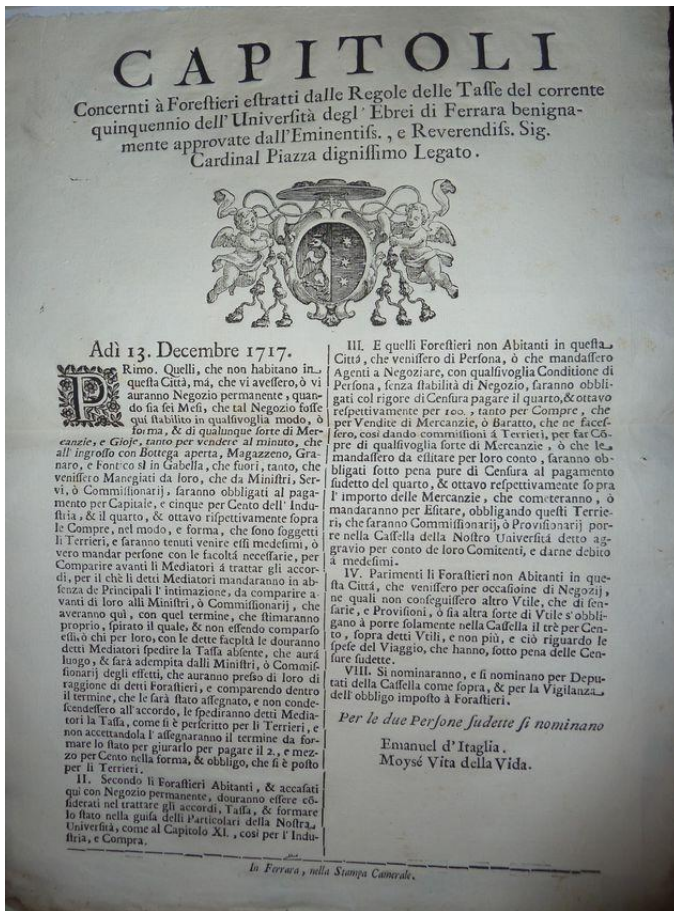 CAPITOLI
Concernti à Forestieri estratti dalle Regole delle Tasse del corrente
quinquennio dell'Università degl'Ebrei di Ferrara benigna-
mente approvate dall'Eminentiss., e Reverendiss. Sig.
Cardinal Piazza dignissimo Legato.
Adì 13. Decembre 1717.
PRimo. Quelli, che non habitano in
questa Città, má, che vi avessero, ò vi
auranno Negozio permanente, quan-
do sia sei Mesi, che tal Negozio fosse
qui stabilito in qualsivoglia modo, ò
forma, & di qualunque sorte di Mer-
canzie, e Gioje, tanto per vendere al minuto, che
all'ingrosso con Bottega aperta, Magazzeno, Gra-
naro, e Fontico sì in Gabella, che fuori, tanto, che
venissero Manegiati da loro, che da Ministri, Ser-
vi, ò Commissionarij, saranno obbligati al paga-
mento per Capitale, e cinque per Cento dell'Indu-
stria, & il quarto, & ottavo rispettivamente sopra
le Compre, nel modo, e forma, che sono soggetti
li Terrieri, e saranno tenuti venire essi medesimi, ò
vero mandar persone con le facoltá necessarie, per
Comparire avanti li Mediatori á trattar gli accor-
di, per il chè li detti Mediatori mandaranno in ab-
senza de Principali l'intimazione, da comparire a-
vanti di loro alli Ministri, ò Commissionarij, che
averanno quì, con quel termine, che stimaranno
proprio, spirato il quale, & non essendo comparso
essi, ò chi per loro, con le dette facoltà le douranno
detti Mediatori spedire la Tassa absente, che aurá
luogo, & sarà adempita dalli Ministri, ò Commis-
sionarij degli effetti, che auranno presso di loro di
raggione di detti Forastieri, e comparendo dentro
il termine, che le sarà stato assegnato, e non conde-
scendessero all'accordo, le spediranno detti Media-
tori la Tassa, come si è perscritto per li Terrieri, e
non accettandola l'assegnaranno il termine da for-
mare lo stato per giurarlo per pagare il 2., e mez-
zo per Cento nella forma, & obbligo, che si è posto
per li Terrieri.
II. Secondo li Forastieri Abitanti, & accasati
qui con Negozio permanente, douranno essere cõ-
siderati nel trattare gli accordi, Tassa, & formare
lo stato nella guisa delli Particolari della Nostra
Università, come al Capitolo XI., così per l'Indu-
stria, e Compra.
III. E quelli Forestieri non Abitanti in questa
Città, che venissero di Persona, ò che mandassero
Agenti a Negoziare, con qualsivoglia Conditione di
Persona, senza stabilità di Negozio, saranno obbli-
gati col rigore di Censura pagare il quarto, & ottavo
respettivamente per 100., tanto per Compre, che
per Vendite di Mercanzie, ò Baratto, che ne faces-
sero, così dando commissioni á Terrieri, per far Cõ-
pre di qualsivoglia sorte di Mercanzie, ò che le
mandassero da esitare per loro conto, saranno ob-
bligati sotto pena pure di Censura al pagamento
sudetto del quarto, & ottavo respettivamente sopra
l'importo delle Mercanzie, che cometeranno, ò
mandaranno per Esitare, obbligando questi Terrie-
ri, che saranno Commissionarij, ò Provisionarij por-
re nella Cassella della Nostro Universitá detto ag-
gravio per conto de loro Comitenti, e darne debito
á medesimi.
IV. Parimenti li Forastieri non Abitanti in que-
sta Città, che venissero per occasioine di Negozij,
ne quali non conseguissero altro Vtile, che di sen-
sarie, e Provisioni, ò sia altra sorte di Vtile s'obbli-
gano à porre solamente nella Cassella il trè per Cen-
to, sopra detti Vtili, e non più, e ciò riguardo le
spese del Viaggio, che hanno, sotto pena delle Cen-
sure sudette.
VIII. Si nominaranno, e si nominano per Depu-
tati della Cassella come sopra, & per la Vigilanza
dell'obbligo imposto à Forastieri.
Per le due Persone sudette si nominano
Emanuel d'Itaglia.
Moysé Vita della Vida.
In Ferrara, nella Stampa Camerale.